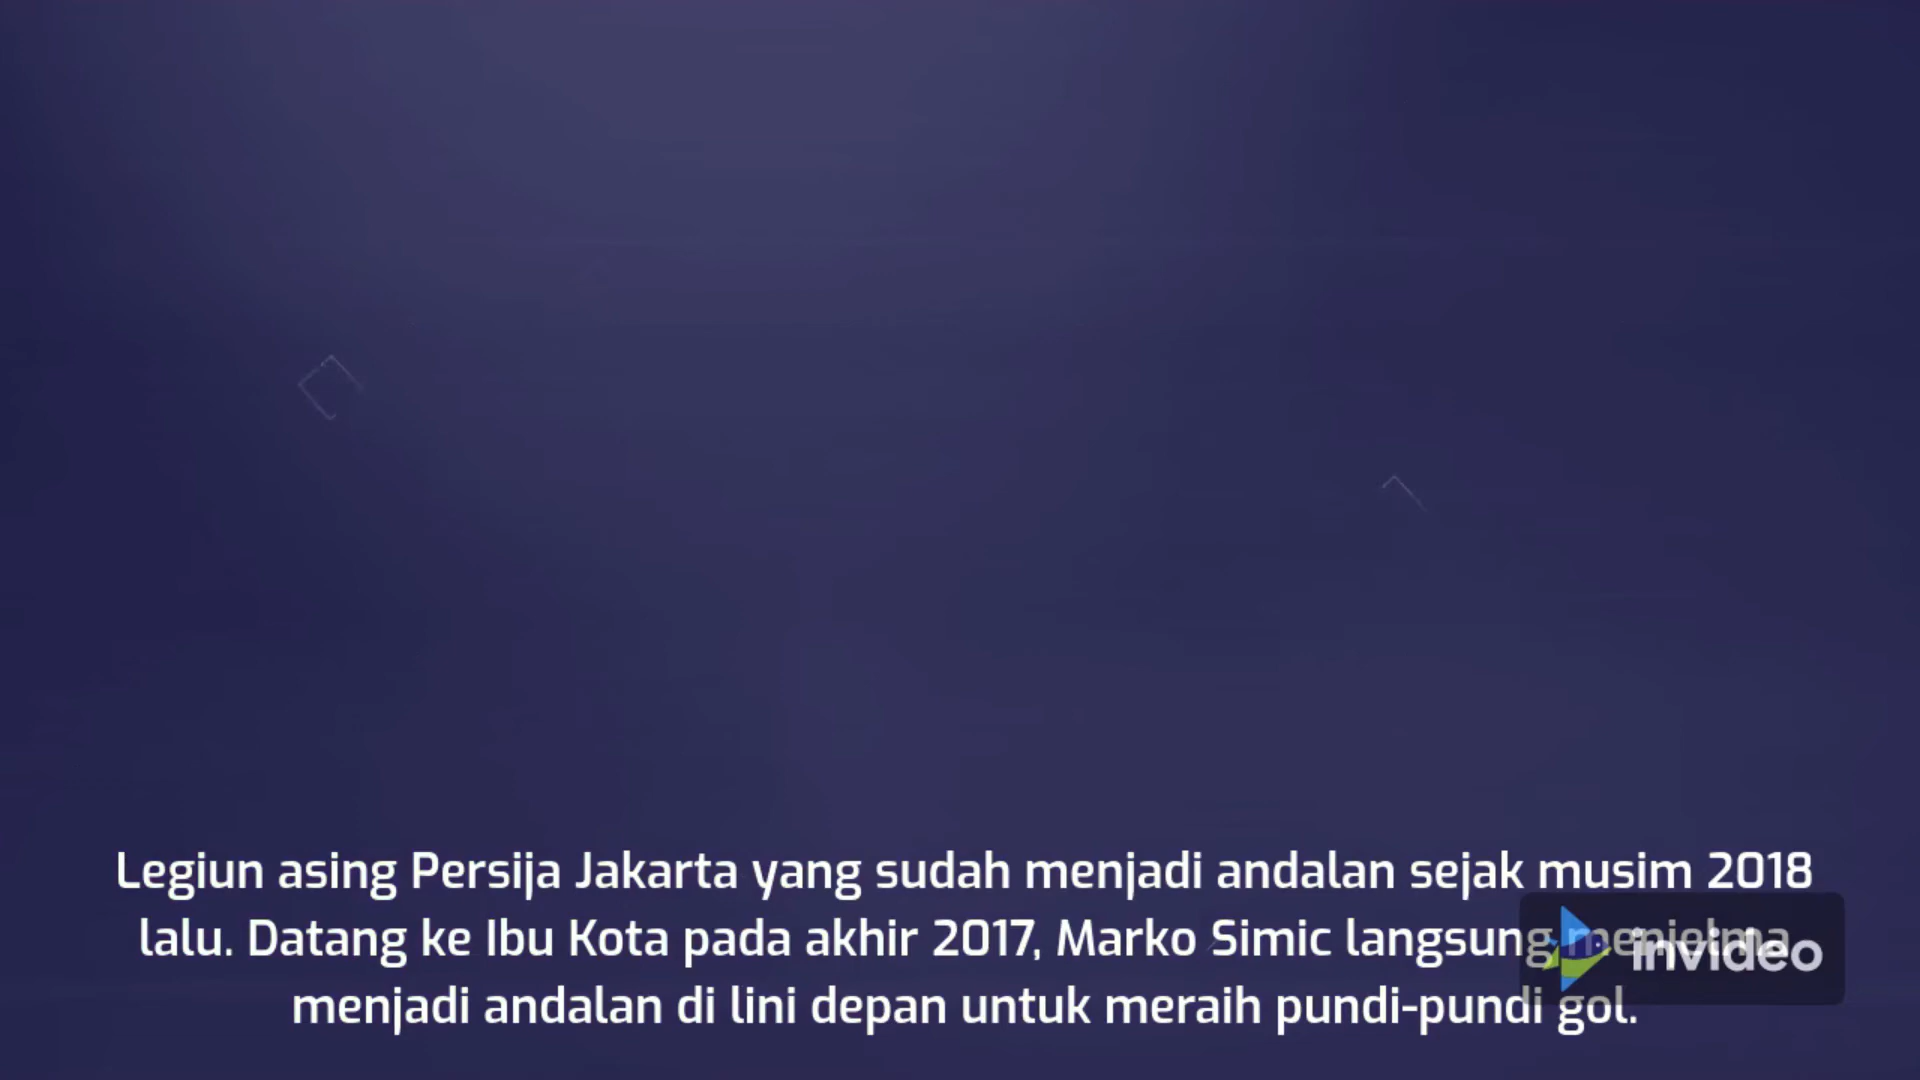 Legiun asing Persija Jakarta yang sudah menjadi andalan sejak musim 2018
lalu. Datang ke Ibu Kota pada akhir 2017, Marko Simic langsung menjelma
menjadi andalan di lini depan untuk meraih pundi-pundi gol.
invideo